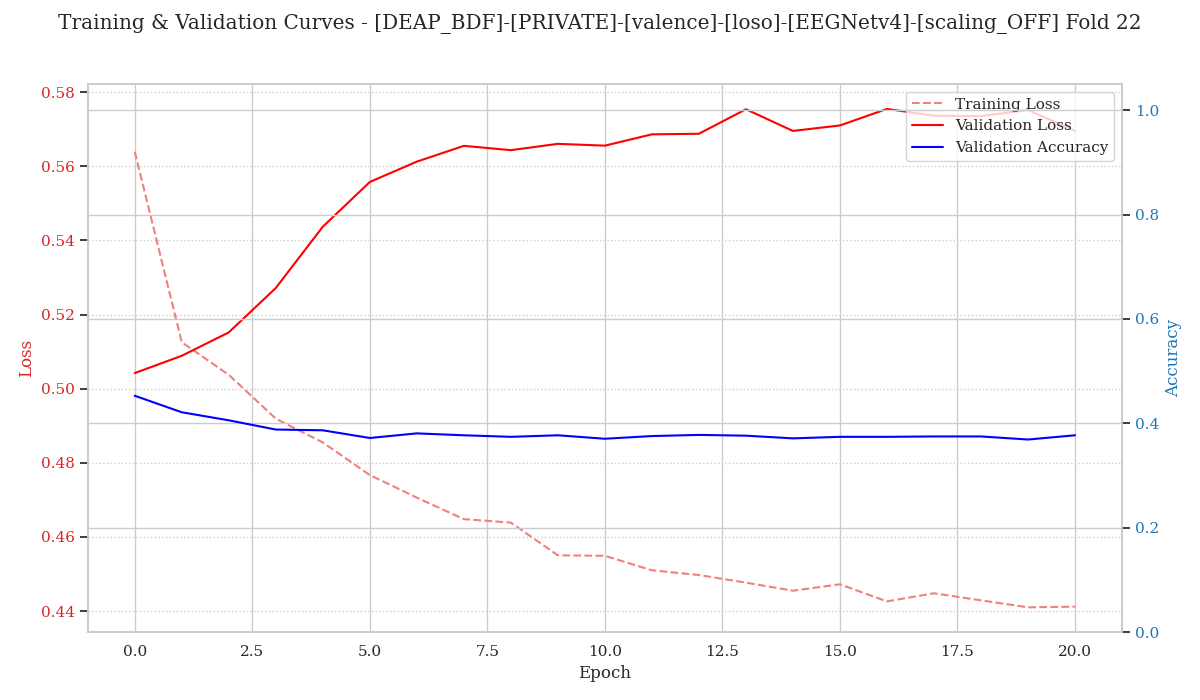 Training & Validation Curves - [DEAP_BDF]-[PRIVATE]-[valence]-[loso]-[EEGNetv4]-[scaling_OFF] Fold 22
Training Loss
Validation Loss
Validation Accuracy
0.58
0.56
0.54
0.52
0.50
0.48
0.46
0.44
Loss
1.0
0.8
0.6
0.4
0.2
0.0
Accuracy
0.0 2.5 5.0 7.5 10.0 12.5 15.0 17.5 20.0
Epoch